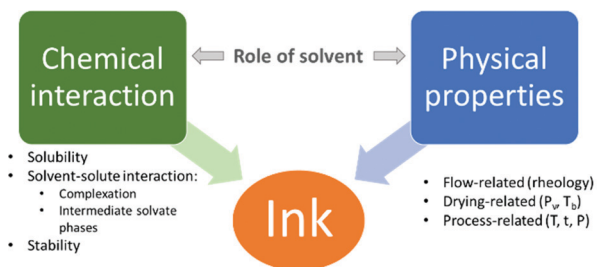 Chemical
interaction
Role of solvent
Physical
properties
• Solubility
• Solvent-solute interaction:
• Complexation
• Intermediate solvate
phases
• Stability
Ink
• Flow-related (rheology)
• Drying-related (Pᵥ, T_b)
• Process-related (T, t, P)